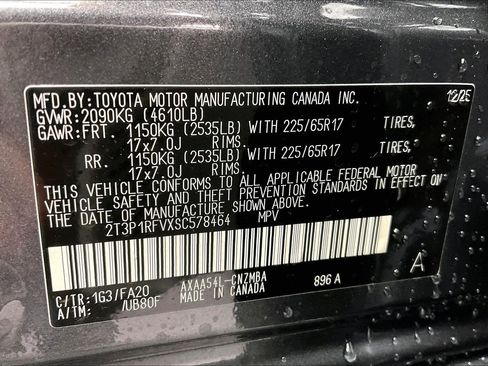 MFD.BY:TOYOTA MOTOR MANUFACTURING CANADA INC. 12/25
GVWR:2090KG (4610LB)
GAWR:FRT. 1150KG (2535LB) WITH 225/65R17 TIRES,
17x7.0J RIMS.
RR. 1150KG (2535LB) WITH 225/65R17 TIRES,
17x7.0J RIMS.
THIS VEHICLE CONFORMS TO ALL APPLICABLE FEDERAL MOTOR
VEHICLE SAFETY AND THEFT PREVENTION STANDARDS IN EFFECT
ON THE DATE OF MANUFACTURE SHOWN ABOVE.
2T3P1RFVXSC578464 MPV
C/TR:1G3/FA20 AXAA54L-CNZMBA 896 A A
A/TM: /UB80F MADE IN CANADA